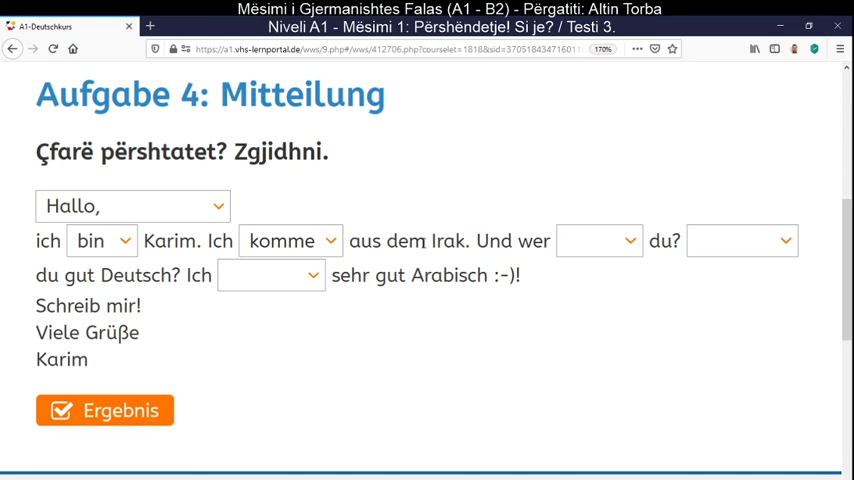 Mësimi i Gjermanishtes Falas (A1 - B2) - Përgatiti: Altin Torba
Niveli A1 - Mësimi 1: Përshëndetje! Si je? / Testi 3.
A1-Deutschkurs
https://a1.vhs-lernportal.de/wws/9.php#/wws/412706.php?courselet=1818&sid=370518434716011
170%
Aufgabe 4: Mitteilung
Çfarë përshtatet? Zgjidhni.
Hallo,
ich bin Karim. Ich komme aus dem Irak. Und wer du?
du gut Deutsch? Ich sehr gut Arabisch :-)!
Schreib mir!
Viele Grüße
Karim
Ergebnis